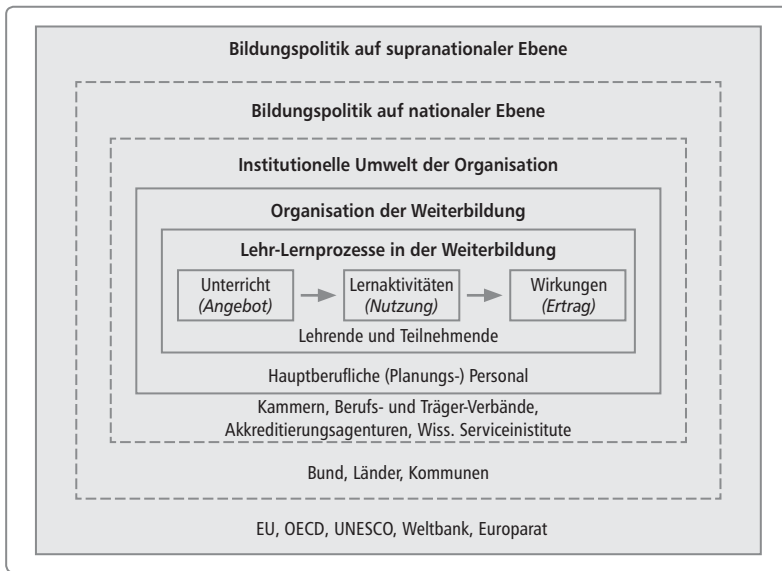 Bildungspolitik auf supranationaler Ebene
Bildungspolitik auf nationaler Ebene
Institutionelle Umwelt der Organisation
Organisation der Weiterbildung
Lehr-Lernprozesse in der Weiterbildung
Unterricht
(Angebot)
Lernaktivitäten
(Nutzung)
Wirkungen
(Ertrag)
Lehrende und Teilnehmende
Hauptberufliche (Planungs-) Personal
Kammern, Berufs- und Träger-Verbände,
Akkreditierungsagenturen, Wiss. Serviceinistitute
Bund, Länder, Kommunen
EU, OECD, UNESCO, Weltbank, Europarat